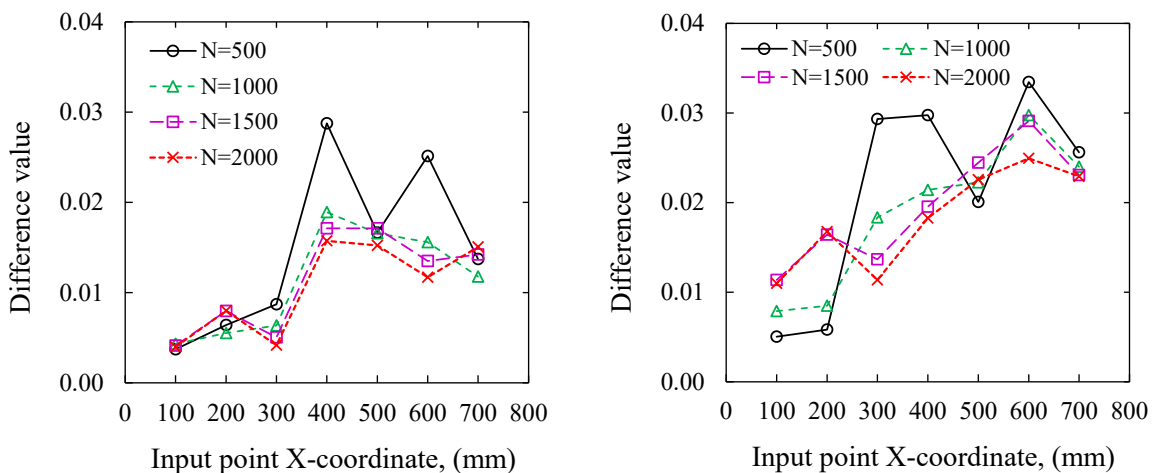 0.04
0.03
0.02
0.01
0.00
Difference value
N=500
N=1000
N=1500
N=2000
0 100 200 300 400 500 600 700 800
Input point X-coordinate, (mm)
0.04
0.03
0.02
0.01
0.00
Difference value
N=500 N=1000
N=1500 N=2000
0 100 200 300 400 500 600 700 800
Input point X-coordinate, (mm)